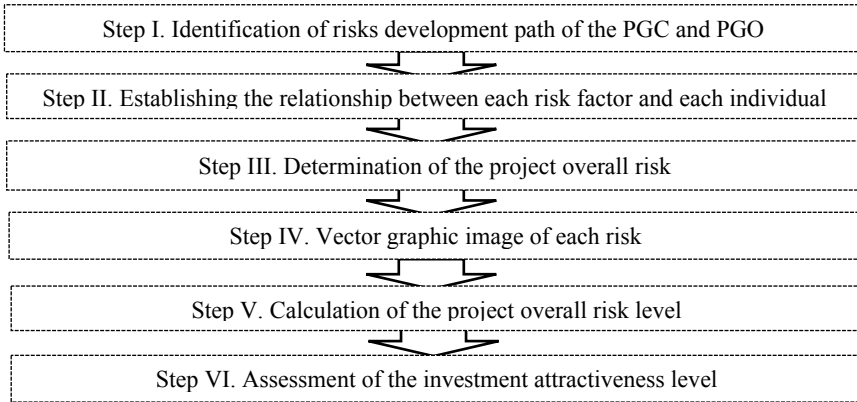 Step I. Identification of risks development path of the PGC and PGO
Step II. Establishing the relationship between each risk factor and each individual
Step III. Determination of the project overall risk
Step IV. Vector graphic image of each risk
Step V. Calculation of the project overall risk level
Step VI. Assessment of the investment attractiveness level